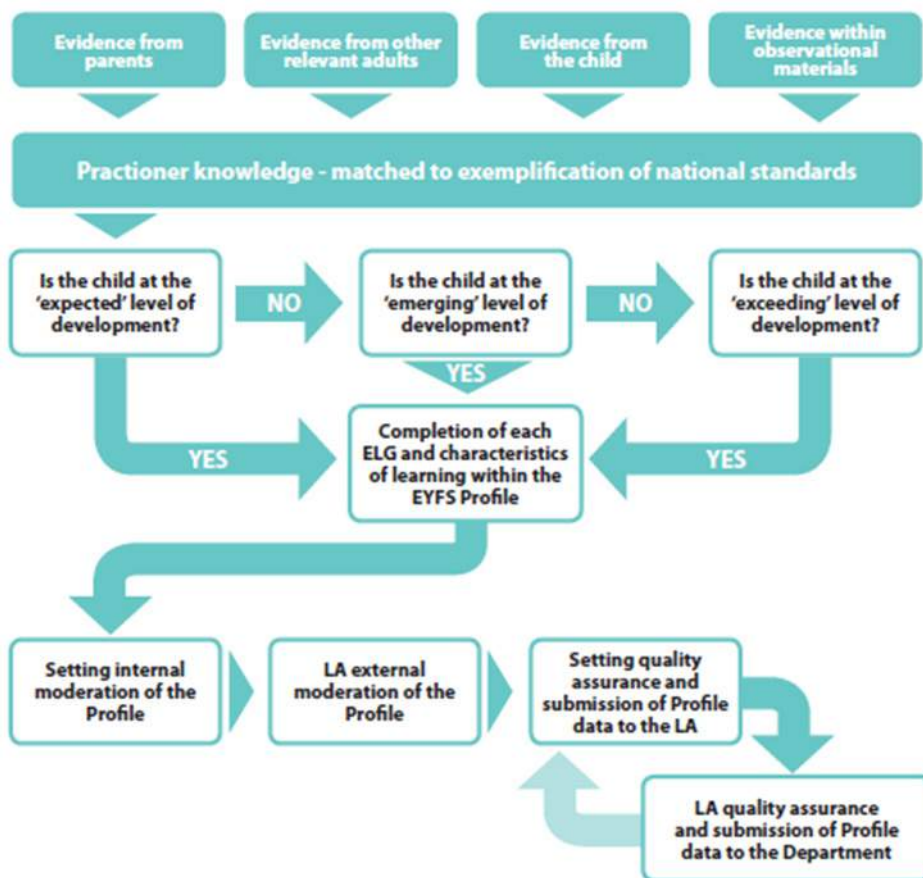 Evidence from
parents
Evidence from other
relevant adults
Evidence from
the child
Evidence within
observational
materials
Practioner knowledge - matched to exemplification of national standards
Is the child at the
‘expected’ level of
development?
NO
Is the child at the
‘emerging’ level of
development?
NO
Is the child at the
‘exceeding’ level of
development?
YES
YES
YES
Completion of each
ELG and characteristics
of learning within the
EYFS Profile
Setting internal
moderation of the
Profile
LA external
moderation of the
Profile
Setting quality
assurance and
submission of Profile
data to the LA
LA quality assurance
and submission of Profile
data to the Department